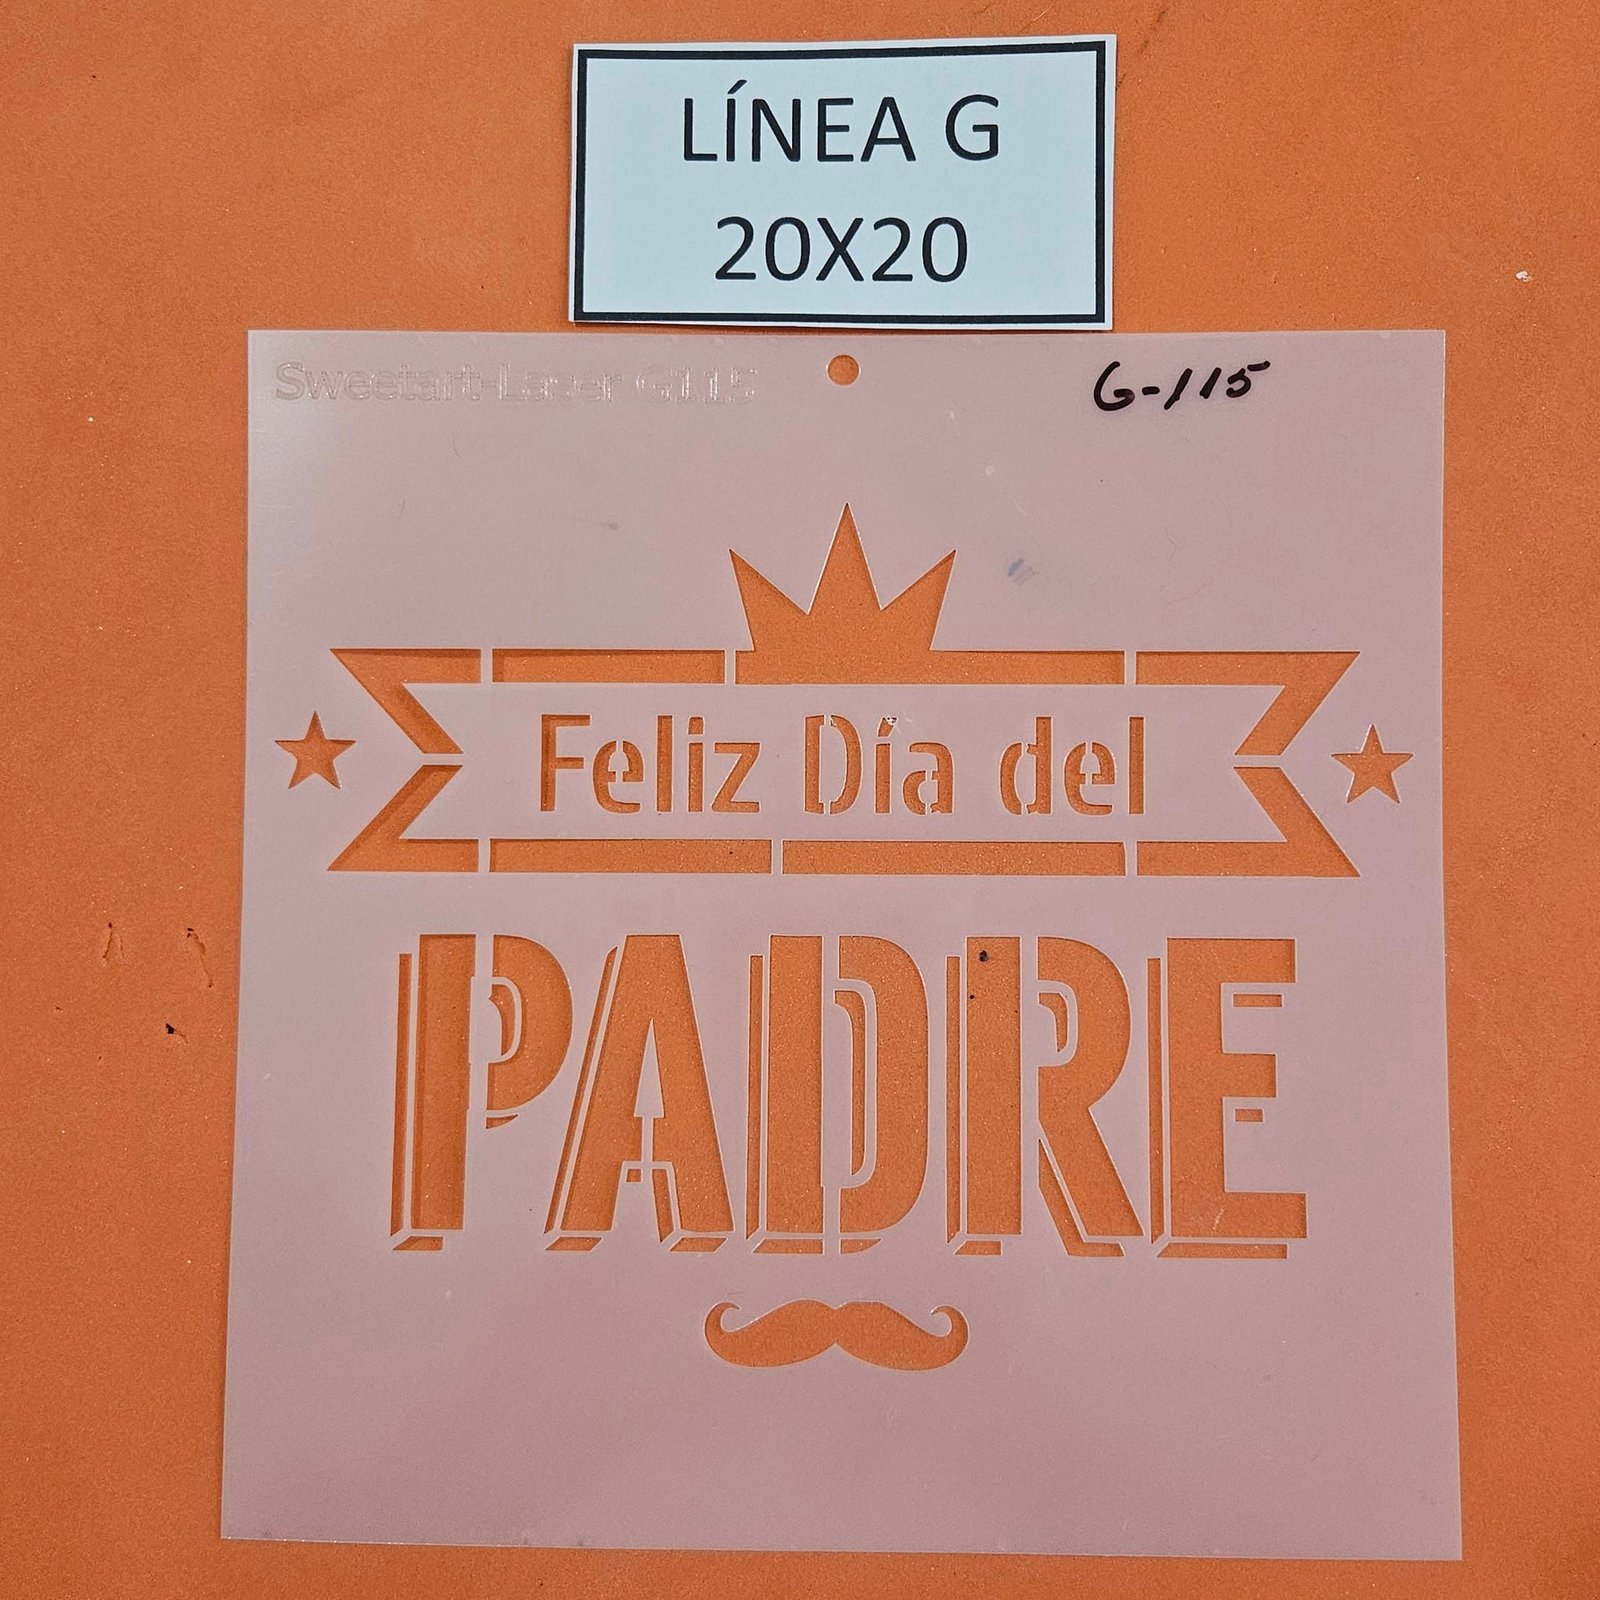 LÍNEA G
20X20
Sweetart-Laser G115
G-115
Feliz Día del
PADRE